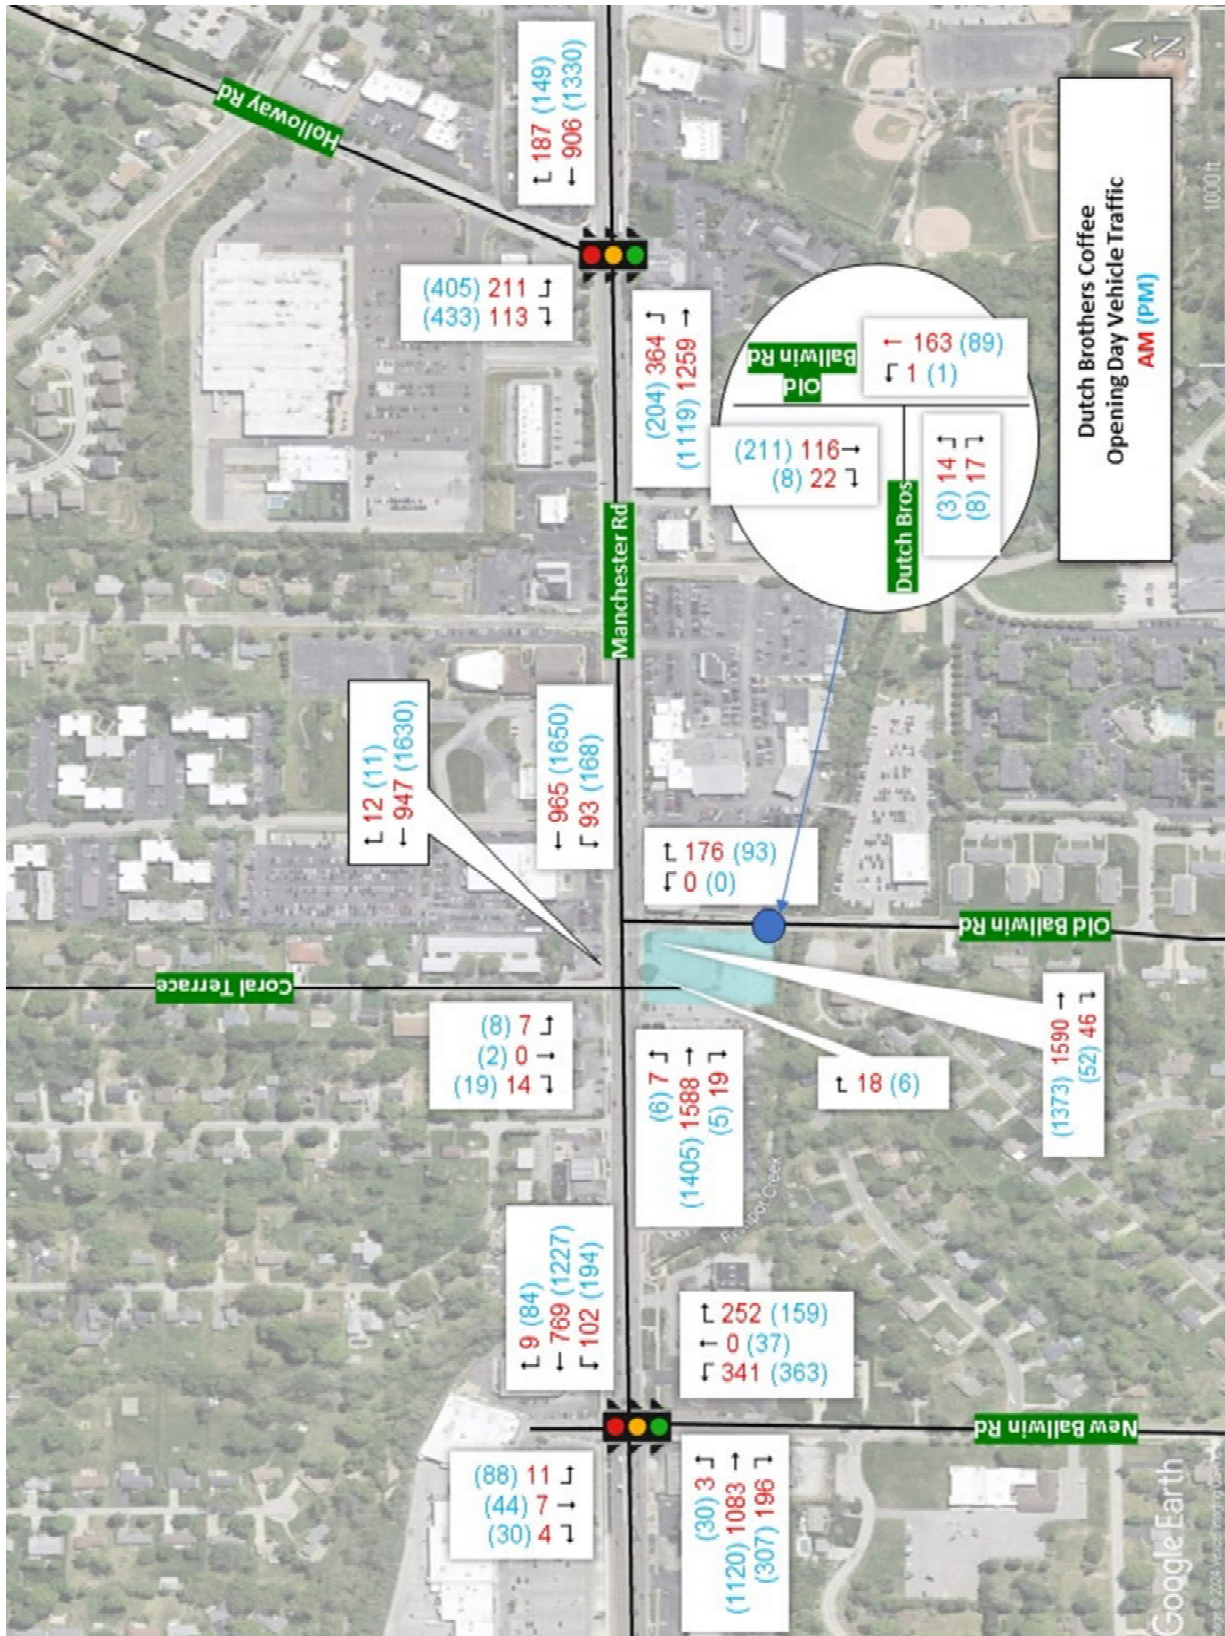 Holloway Rd
Coral Terrace
12 (11)
947 (1630)
187 (149)
906 (1330)
(405) 211
(433) 113
(88) 11
(44) 7
(30) 4
9 (84)
769 (1227)
102 (194)
(8) 7
(2) 0
(19) 14
965 (1650)
93 (168)
Manchester Rd
(204) 364
(1119) 1259
(6) 7
(1405) 1588
(5) 19
176 (93)
0 (0)
(30) 3
(1120) 1083
(307) 196
252 (159)
0 (37)
341 (363)
(211) 116
(8) 22
Old
Ballwin Rd
163 (89)
1 (1)
Dutch Bros
(3) 14
(8) 17
18 (6)
New Ballwin Rd
Old Ballwin Rd
(1373) 1590
(52) 46
Dutch Brothers Coffee
Opening Day Vehicle Traffic
AM (PM)
N
Google Earth
1000 ft